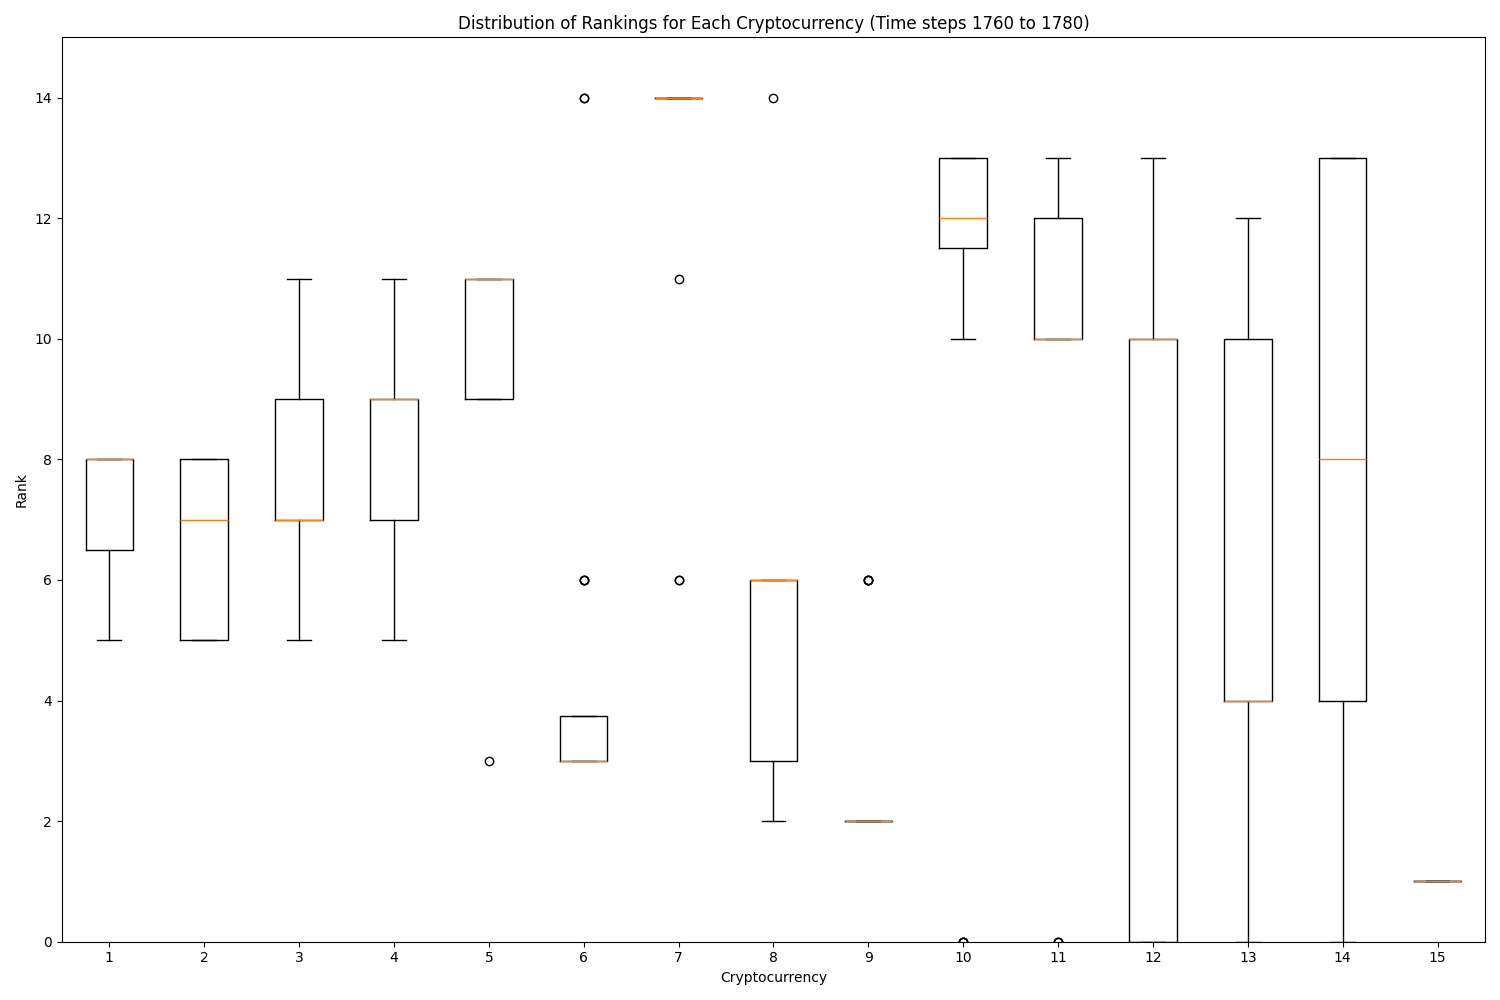 Distribution of Rankings for Each Cryptocurrency (Time steps 1760 to 1780)
Rank
14
12
10
8
6
4
2
0
1 2 3 4 5 6 7 8 9 10 11 12 13 14 15
Cryptocurrency